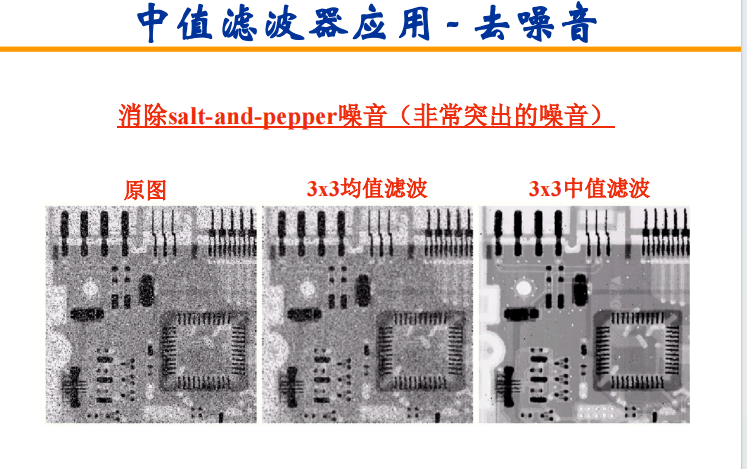 中值滤波器应用 - 去噪音
消除salt-and-pepper噪音（非常突出的噪音）
原图
3x3均值滤波
3x3中值滤波